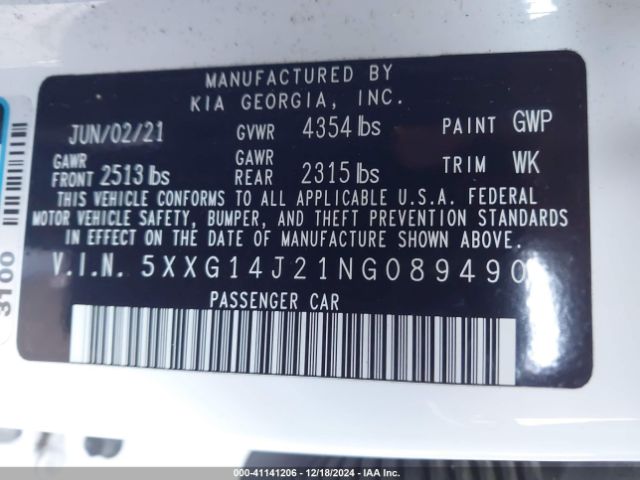 MANUFACTURED BY
KIA GEORGIA, INC.
JUN/02/21 GVWR 4354 lbs PAINT GWP
GAWR FRONT 2513 lbs GAWR REAR 2315 lbs TRIM WK
THIS VEHICLE CONFORMS TO ALL APPLICABLE U.S.A. FEDERAL
MOTOR VEHICLE SAFETY, BUMPER, AND THEFT PREVENTION STANDARDS
IN EFFECT ON THE DATE OF MANUFACTURE SHOWN ABOVE.
V.I.N. 5XXG14J21NG089490
PASSENGER CAR
3100
000-41141206 - 12/18/2024 - IAA Inc.